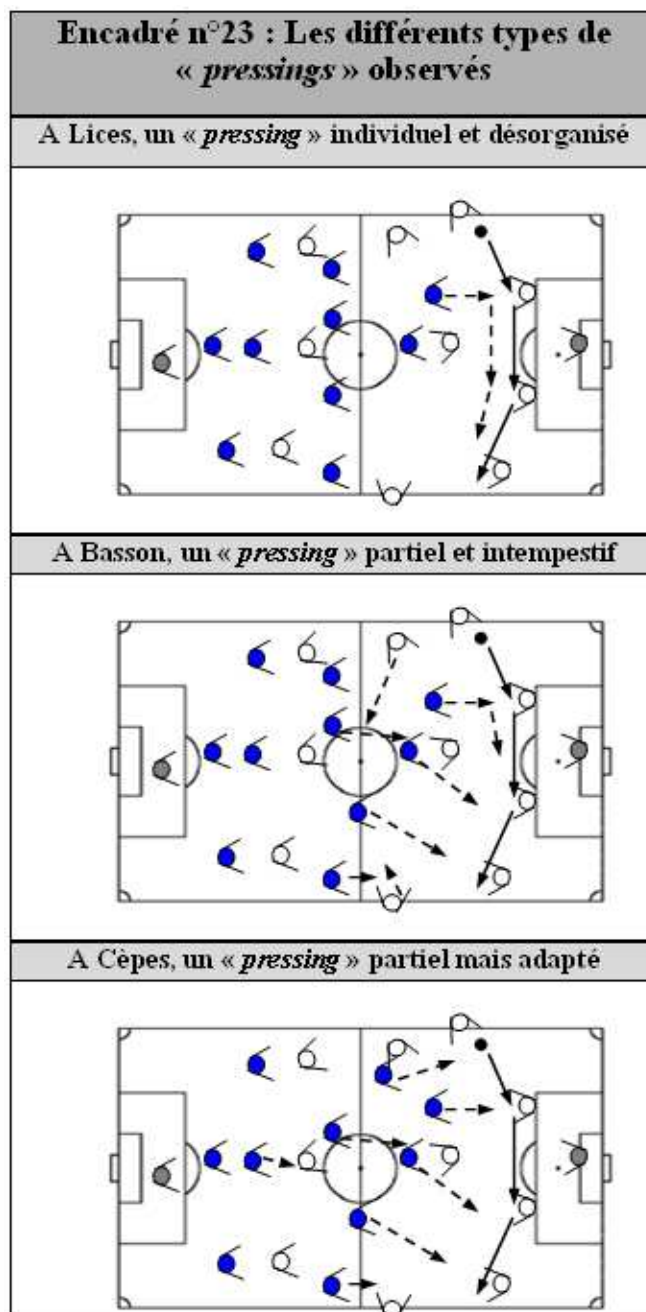 Encadré n°23 : Les différents types de
« pressings » observés
A Lices, un « pressing » individuel et désorganisé
A Basson, un « pressing » partiel et intempestif
A Cèpes, un « pressing » partiel mais adapté